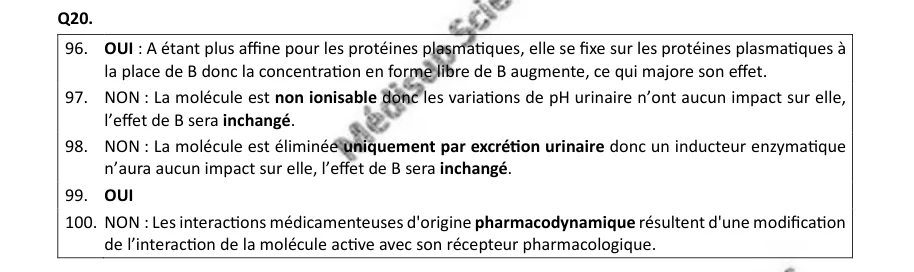 Q20.
96. OUI : A étant plus affine pour les protéines plasmatiques, elle se fixe sur les protéines plasmatiques à
la place de B donc la concentration en forme libre de B augmente, ce qui majore son effet.
97. NON : La molécule est non ionisable donc les variations de pH urinaire n'ont aucun impact sur elle,
l'effet de B sera inchangé.
98. NON : La molécule est éliminée uniquement par excrétion urinaire donc un inducteur enzymatique
n'aura aucun impact sur elle, l'effet de B sera inchangé.
99. OUI
100. NON : Les interactions médicamenteuses d'origine pharmacodynamique résultent d'une modification
de l'interaction de la molécule active avec son récepteur pharmacologique.
Médisup Scie